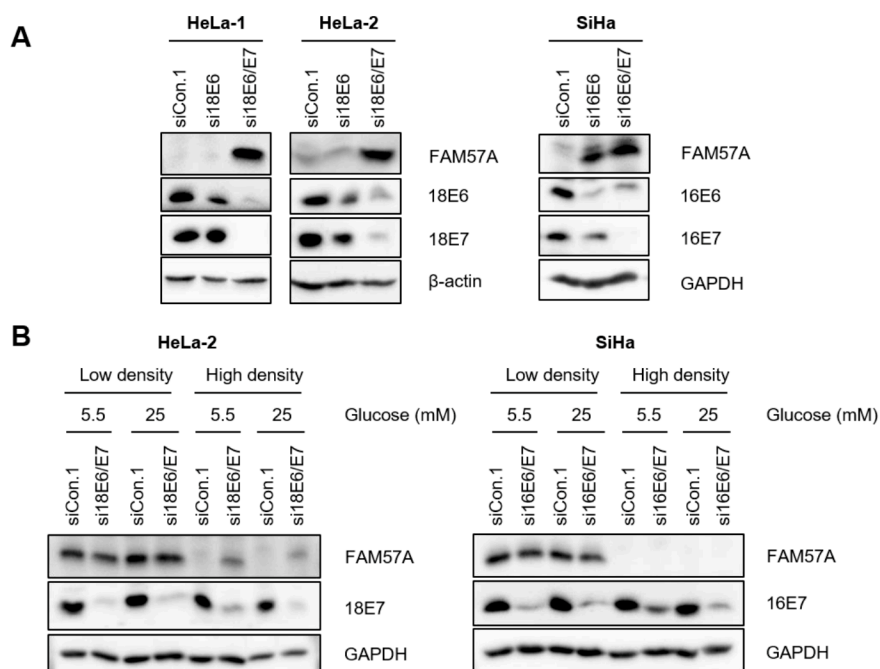 A
HeLa-1 HeLa-2 SiHa
siCon.1 si18E6 si18E6/E7 siCon.1 si18E6 si18E6/E7 siCon.1 si16E6 si16E6/E7
FAM57A FAM57A
18E6 16E6
18E7 16E7
β-actin GAPDH
B
HeLa-2 SiHa
Low density High density Low density High density
5.5 25 5.5 25 Glucose (mM) 5.5 25 5.5 25 Glucose (mM)
siCon.1 si18E6/E7 siCon.1 si18E6/E7 siCon.1 si18E6/E7 siCon.1 si18E6/E7 siCon.1 si16E6/E7 siCon.1 si16E6/E7 siCon.1 si16E6/E7 siCon.1 si16E6/E7
FAM57A FAM57A
18E7 16E7
GAPDH GAPDH